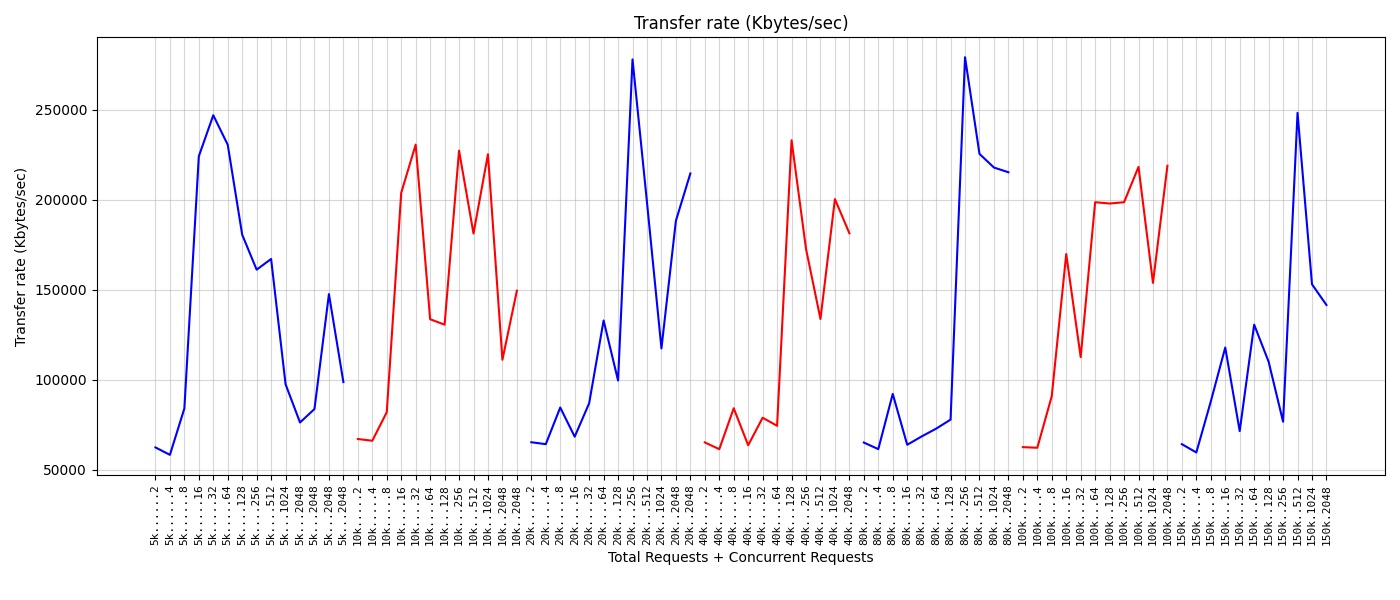 Transfer rate (Kbytes/sec)
Transfer rate (Kbytes/sec)
250000
200000
150000
100000
50000
5k......2
5k......4
5k......8
5k.....16
5k.....32
5k.....64
5k....128
5k....256
5k....512
5k...1024
5k...2048
5k...2048
5k...2048
5k...2048
10k.....2
10k.....4
10k.....8
10k....16
10k....32
10k....64
10k...128
10k...256
10k...512
10k..1024
10k..2048
10k..2048
20k.....2
20k.....4
20k.....8
20k....16
20k....32
20k....64
20k...128
20k...256
20k...512
20k..1024
20k..2048
20k..2048
40k.....2
40k.....4
40k.....8
40k....16
40k....32
40k....64
40k...128
40k...256
40k...512
40k..1024
40k..2048
80k.....2
80k.....4
80k.....8
80k....16
80k....32
80k....64
80k...128
80k...256
80k...512
80k..1024
80k..2048
100k....2
100k....4
100k....8
100k...16
100k...32
100k...64
100k..128
100k..256
100k..512
100k.1024
100k.2048
150k....2
150k....4
150k....8
150k...16
150k...32
150k...64
150k..128
150k..256
150k..512
150k.1024
150k.2048
Total Requests + Concurrent Requests